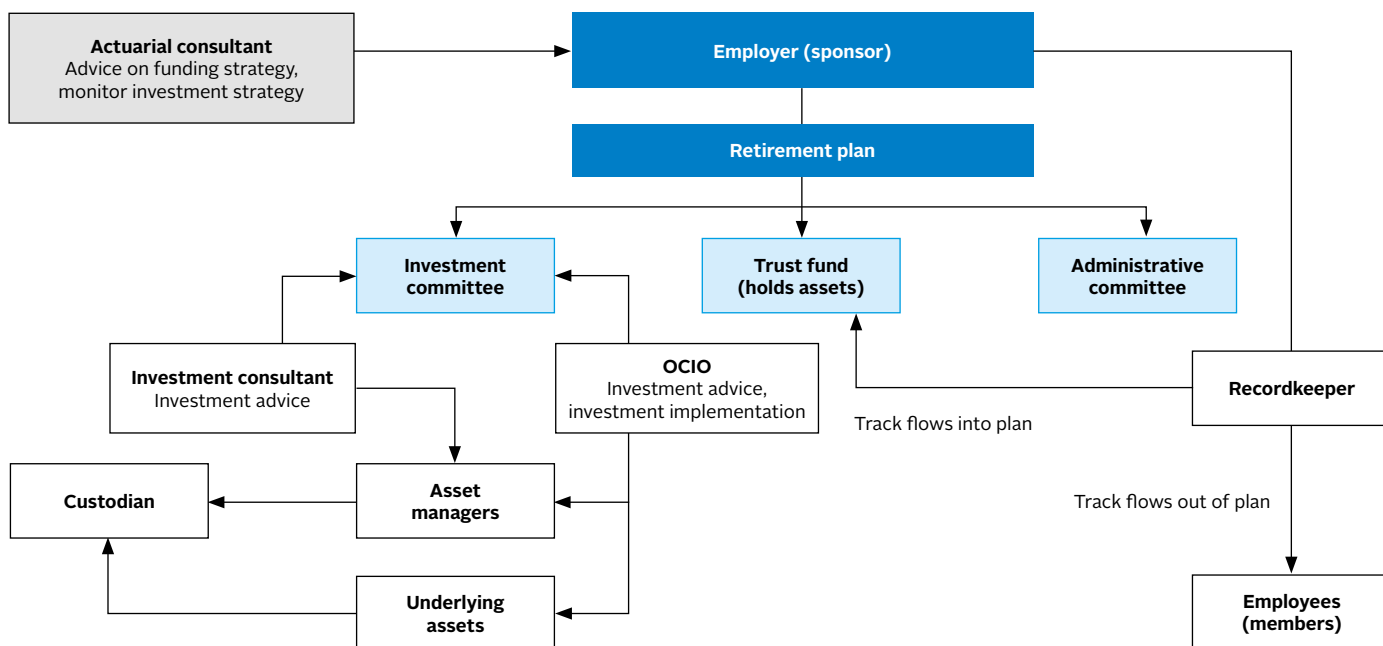 Actuarial consultant
Advice on funding strategy,
monitor investment strategy
Employer (sponsor)
Retirement plan
Investment
committee
Trust fund
(holds assets)
Administrative
committee
Investment consultant
Investment advice
OCIO
Investment advice,
investment implementation
Recordkeeper
Track flows into plan
Custodian
Asset
managers
Track flows out of plan
Underlying
assets
Employees
(members)